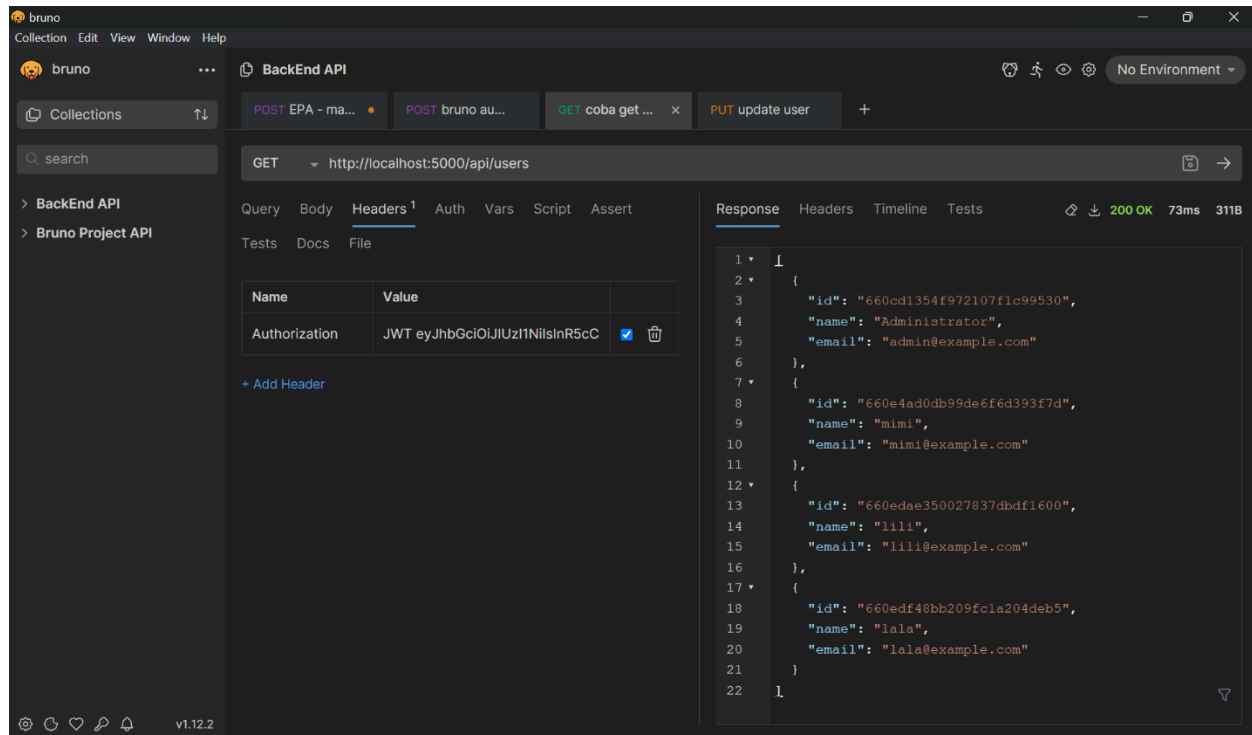 bruno
Collection Edit View Window Help
bruno ...
BackEnd API
No Environment
Collections
POST EPA - ma...
POST bruno au...
GET coba get ...
PUT update user
search
GET http://localhost:5000/api/users
BackEnd API
Bruno Project API
Query Body Headers 1 Auth Vars Script Assert
Tests Docs File
Name Value
Authorization JWT eyJhbGciOiJIUzI1NiIsInR5cC
+ Add Header
Response Headers Timeline Tests 200 OK 73ms 311B
1 [
2 {
3 "id": "660cd1354f972107f1c99530",
4 "name": "Administrator",
5 "email": "admin@example.com"
6 },
7 {
8 "id": "660e4ad0db99de6f6d393f7d",
9 "name": "mimi",
10 "email": "mimi@example.com"
11 },
12 {
13 "id": "660edae350027837dbdf1600",
14 "name": "lili",
15 "email": "lili@example.com"
16 },
17 {
18 "id": "660edf48bb209fc1a204deb5",
19 "name": "lala",
20 "email": "lala@example.com"
21 }
22 ]
v1.12.2